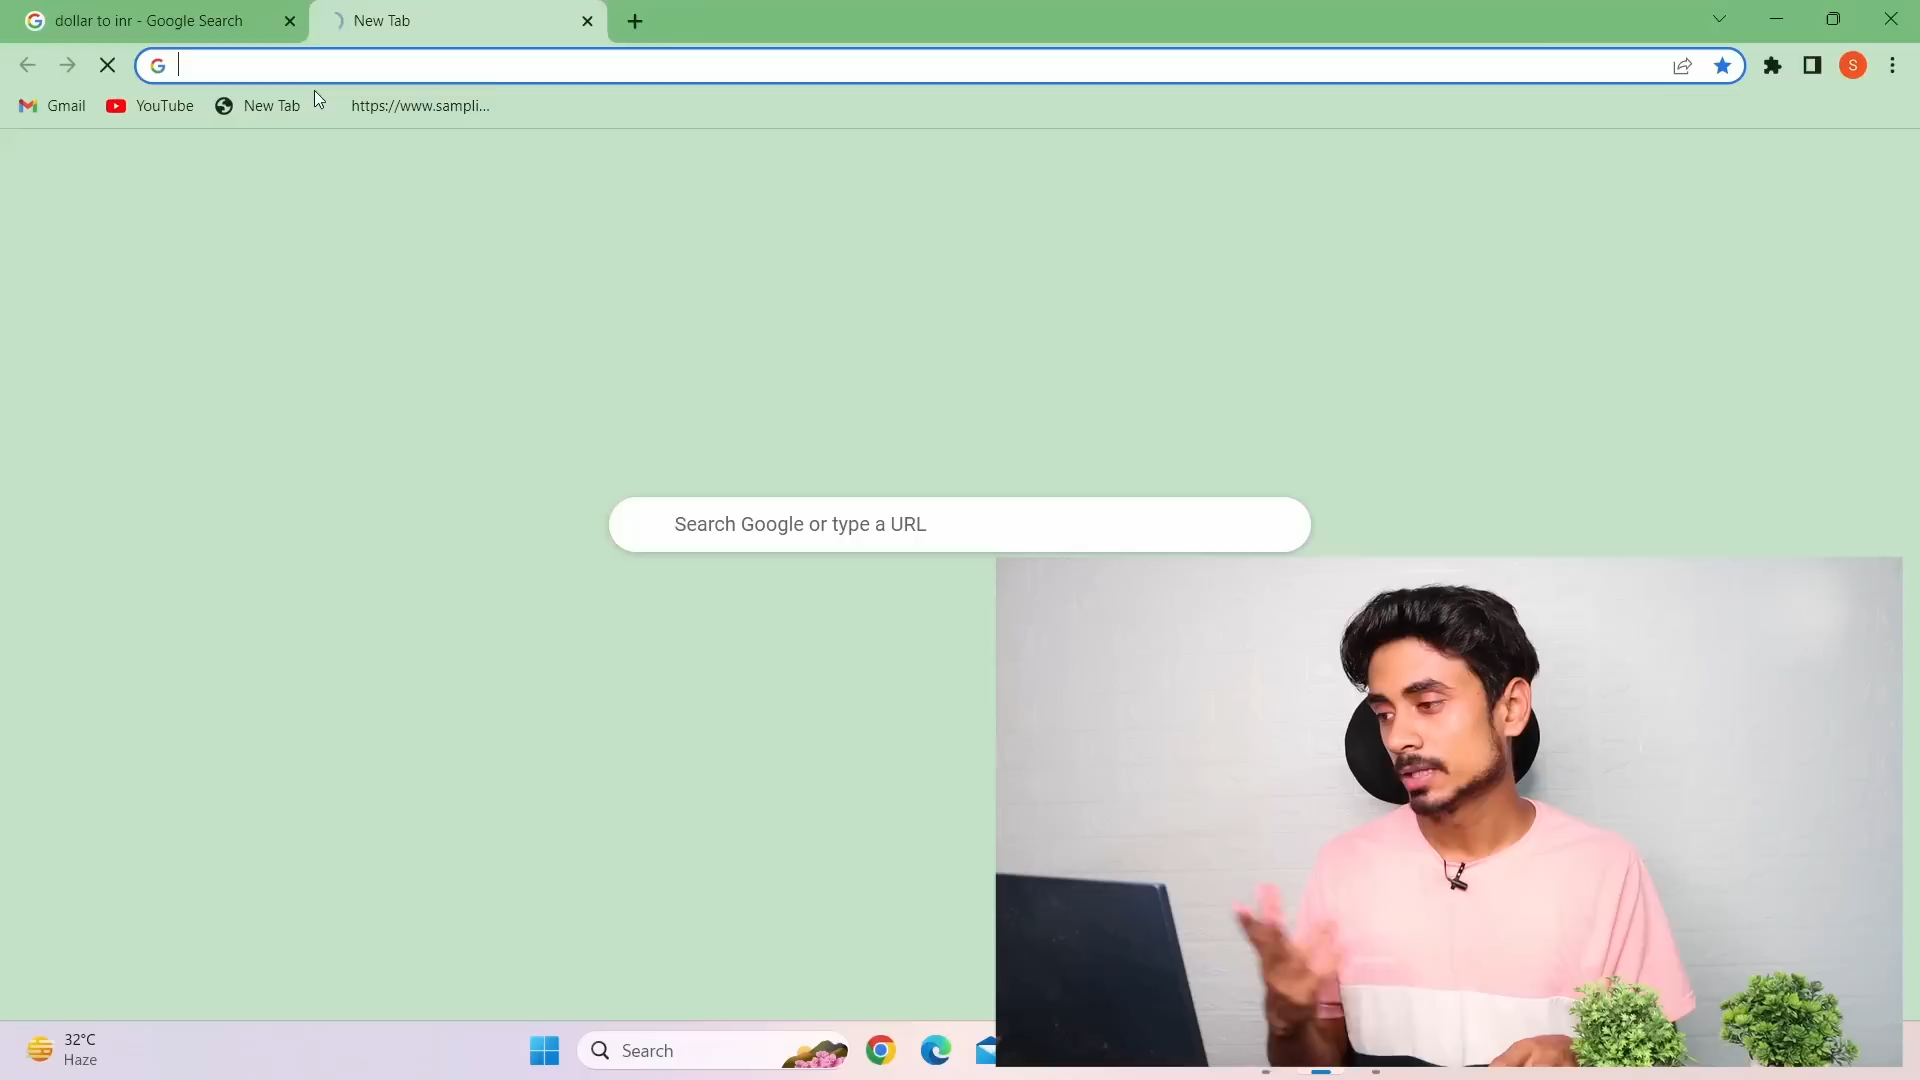 dollar to inr - Google Search
New Tab
S
Gmail
YouTube
New Tab
https://www.sampli...
Search Google or type a URL
32°C
Haze
Search